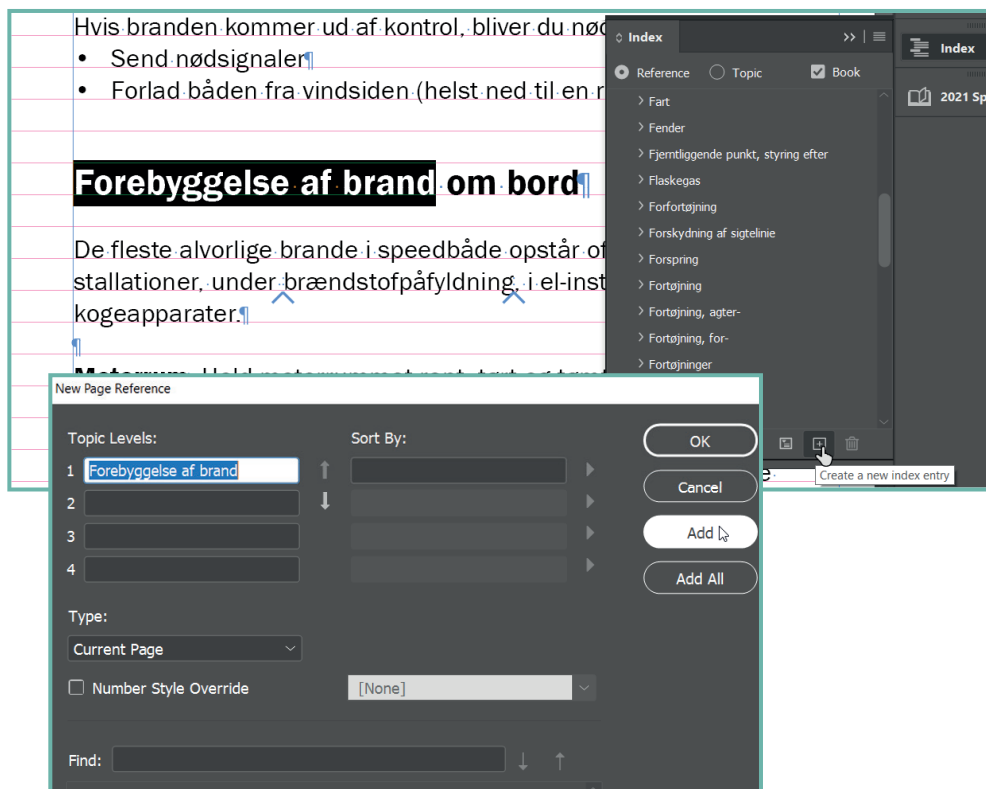 Hvis branden kommer ud af kontrol, bliver du nød
• Send nødsignaler¶
• Forlad båden fra vindsiden (helst ned til en r
Forebyggelse af brand om bord¶
De fleste alvorlige brande i speedbåde opstår of
stallationer, under brændstofpåfyldning, i el-inst
kogeapparater.¶
¶
Index
Reference Topic Book
Fart
Fender
Fjerntliggende punkt, styring efter
Flaskegas
Forfortøjning
Forskydning af sigtelinie
Forspring
Fortøjning
Fortøjning, agter-
Fortøjning, for-
Fortøjninger
Create a new index entry
Index
2021 Sp
New Page Reference
Topic Levels: Sort By:
1 Forebyggelse af brand
2
3
4
OK
Cancel
Add
Add All
Type:
Current Page
Number Style Override [None]
Find: